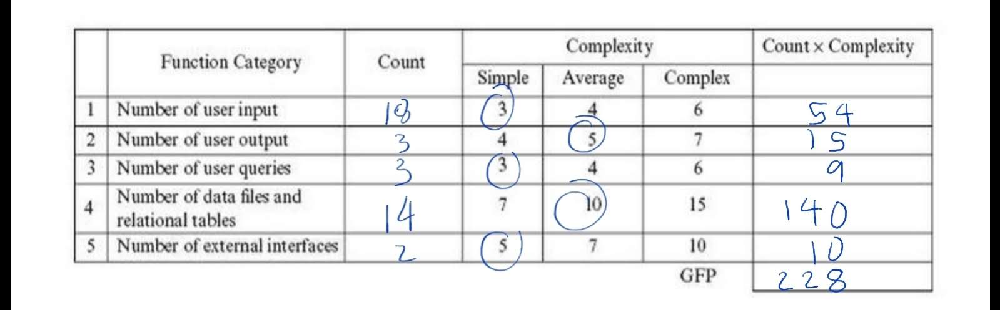 Function Category Count Complexity Count × Complexity
Simple Average Complex
1 Number of user input 18 3 4 6 54
2 Number of user output 3 4 5 7 15
3 Number of user queries 3 3 4 6 9
4 Number of data files and relational tables 14 7 10 15 140
5 Number of external interfaces 2 5 7 10 10
GFP 228